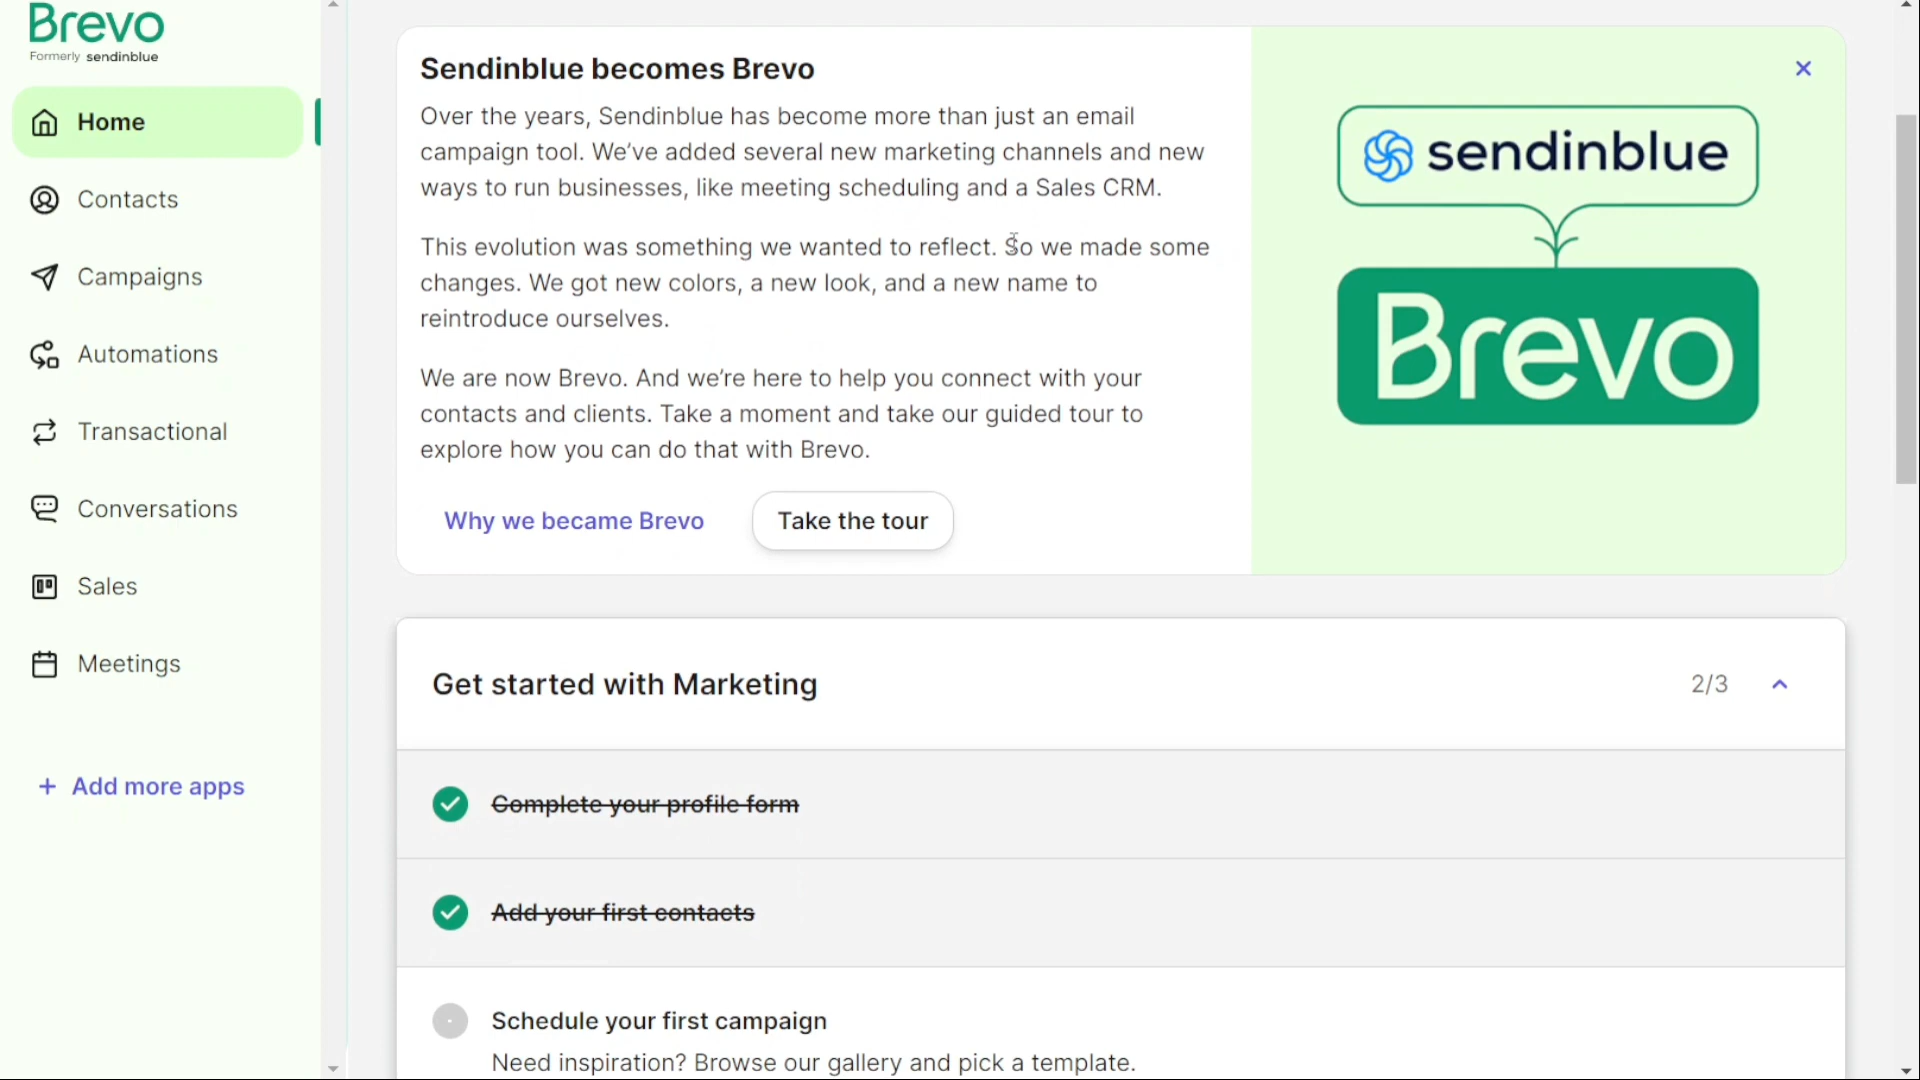 Brevo
Formerly sendinblue
Home
Contacts
Campaigns
Automations
Transactional
Conversations
Sales
Meetings
+ Add more apps
Sendinblue becomes Brevo
Over the years, Sendinblue has become more than just an email
campaign tool. We’ve added several new marketing channels and new
ways to run businesses, like meeting scheduling and a Sales CRM.
This evolution was something we wanted to reflect. So we made some
changes. We got new colors, a new look, and a new name to
reintroduce ourselves.
We are now Brevo. And we’re here to help you connect with your
contacts and clients. Take a moment and take our guided tour to
explore how you can do that with Brevo.
Why we became Brevo
Take the tour
sendinblue
Brevo
Get started with Marketing
2/3
Complete your profile form
Add your first contacts
Schedule your first campaign
Need inspiration? Browse our gallery and pick a template.